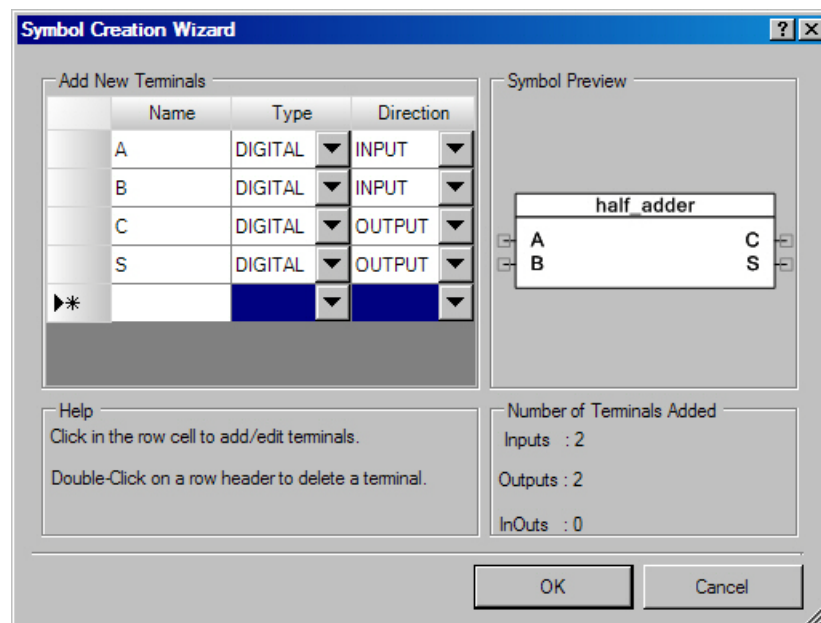 Symbol Creation Wizard
Add New Terminals
Name Type Direction
A DIGITAL INPUT
B DIGITAL INPUT
C DIGITAL OUTPUT
S DIGITAL OUTPUT
Symbol Preview
half_adder
A C
B S
Help
Click in the row cell to add/edit terminals.
Double-Click on a row header to delete a terminal.
Number of Terminals Added
Inputs : 2
Outputs : 2
InOuts : 0
OK Cancel